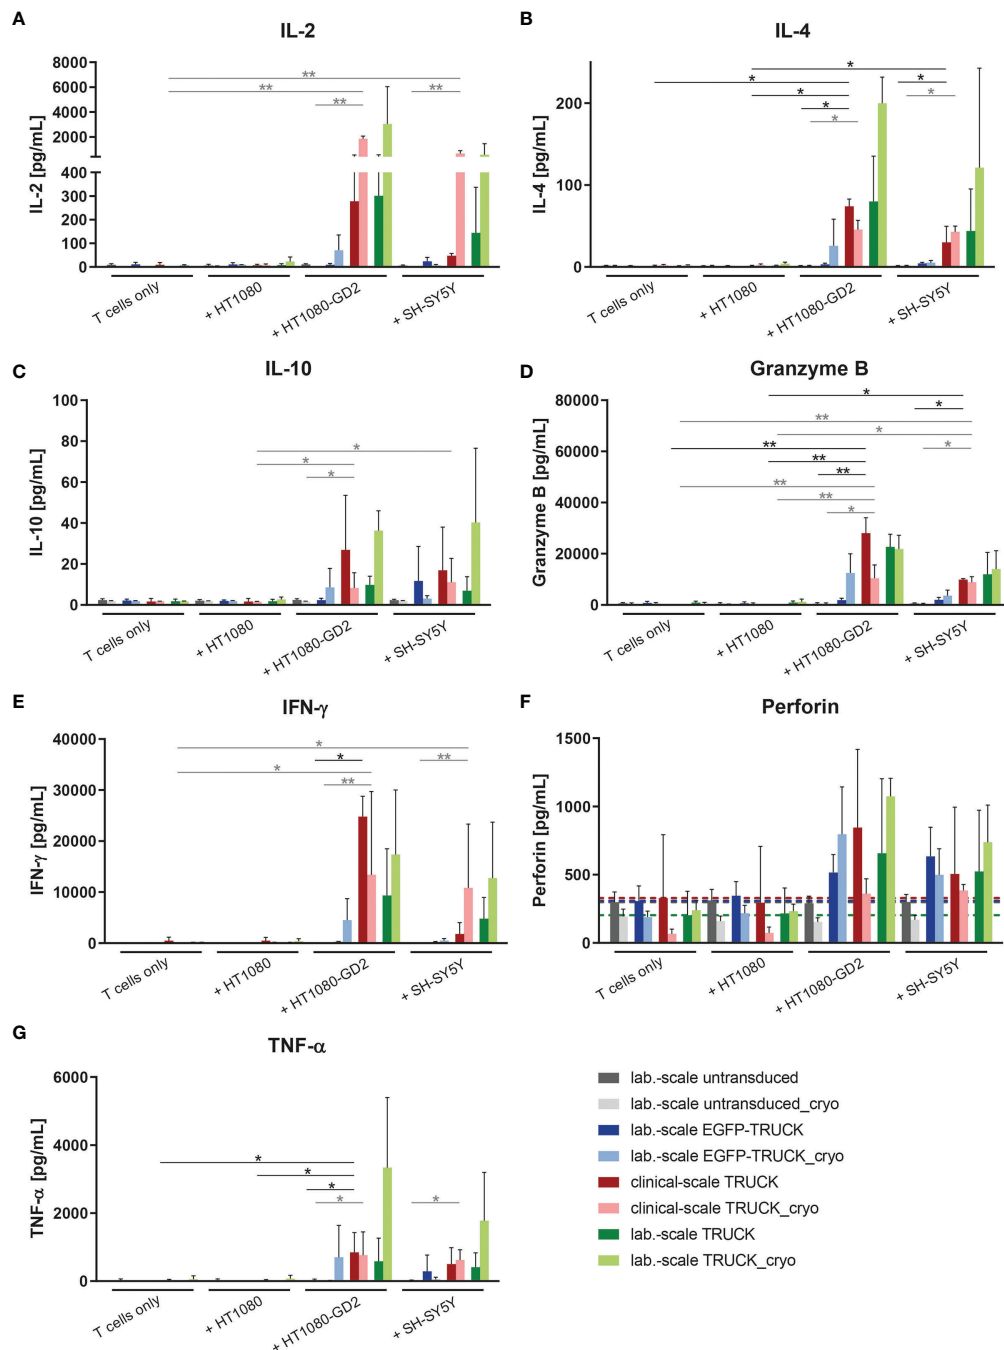 A
IL-2
IL-2 [pg/mL]
8000
6000
4000
2000
400
300
200
100
0
**
**
**
**
T cells only
+ HT1080
+ HT1080-GD2
+ SH-SY5Y
B
IL-4
IL-4 [pg/mL]
200
100
0
*
*
*
*
*
*
*
T cells only
+ HT1080
+ HT1080-GD2
+ SH-SY5Y
C
IL-10
IL-10 [pg/mL]
100
80
60
40
20
0
*
*
*
T cells only
+ HT1080
+ HT1080-GD2
+ SH-SY5Y
D
Granzyme B
Granzyme B [pg/mL]
80000
60000
40000
20000
0
*
*
**
*
*
**
**
**
**
**
*
T cells only
+ HT1080
+ HT1080-GD2
+ SH-SY5Y
E
IFN-γ
IFN-γ [pg/mL]
40000
30000
20000
10000
0
*
*
**
*
**
T cells only
+ HT1080
+ HT1080-GD2
+ SH-SY5Y
F
Perforin
Perforin [pg/mL]
1500
1000
500
0
T cells only
+ HT1080
+ HT1080-GD2
+ SH-SY5Y
G
TNF-α
TNF-α [pg/mL]
6000
4000
2000
0
*
*
*
*
*
T cells only
+ HT1080
+ HT1080-GD2
+ SH-SY5Y
lab.-scale untransduced
lab.-scale untransduced_cryo
lab.-scale EGFP-TRUCK
lab.-scale EGFP-TRUCK_cryo
clinical-scale TRUCK
clinical-scale TRUCK_cryo
lab.-scale TRUCK
lab.-scale TRUCK_cryo